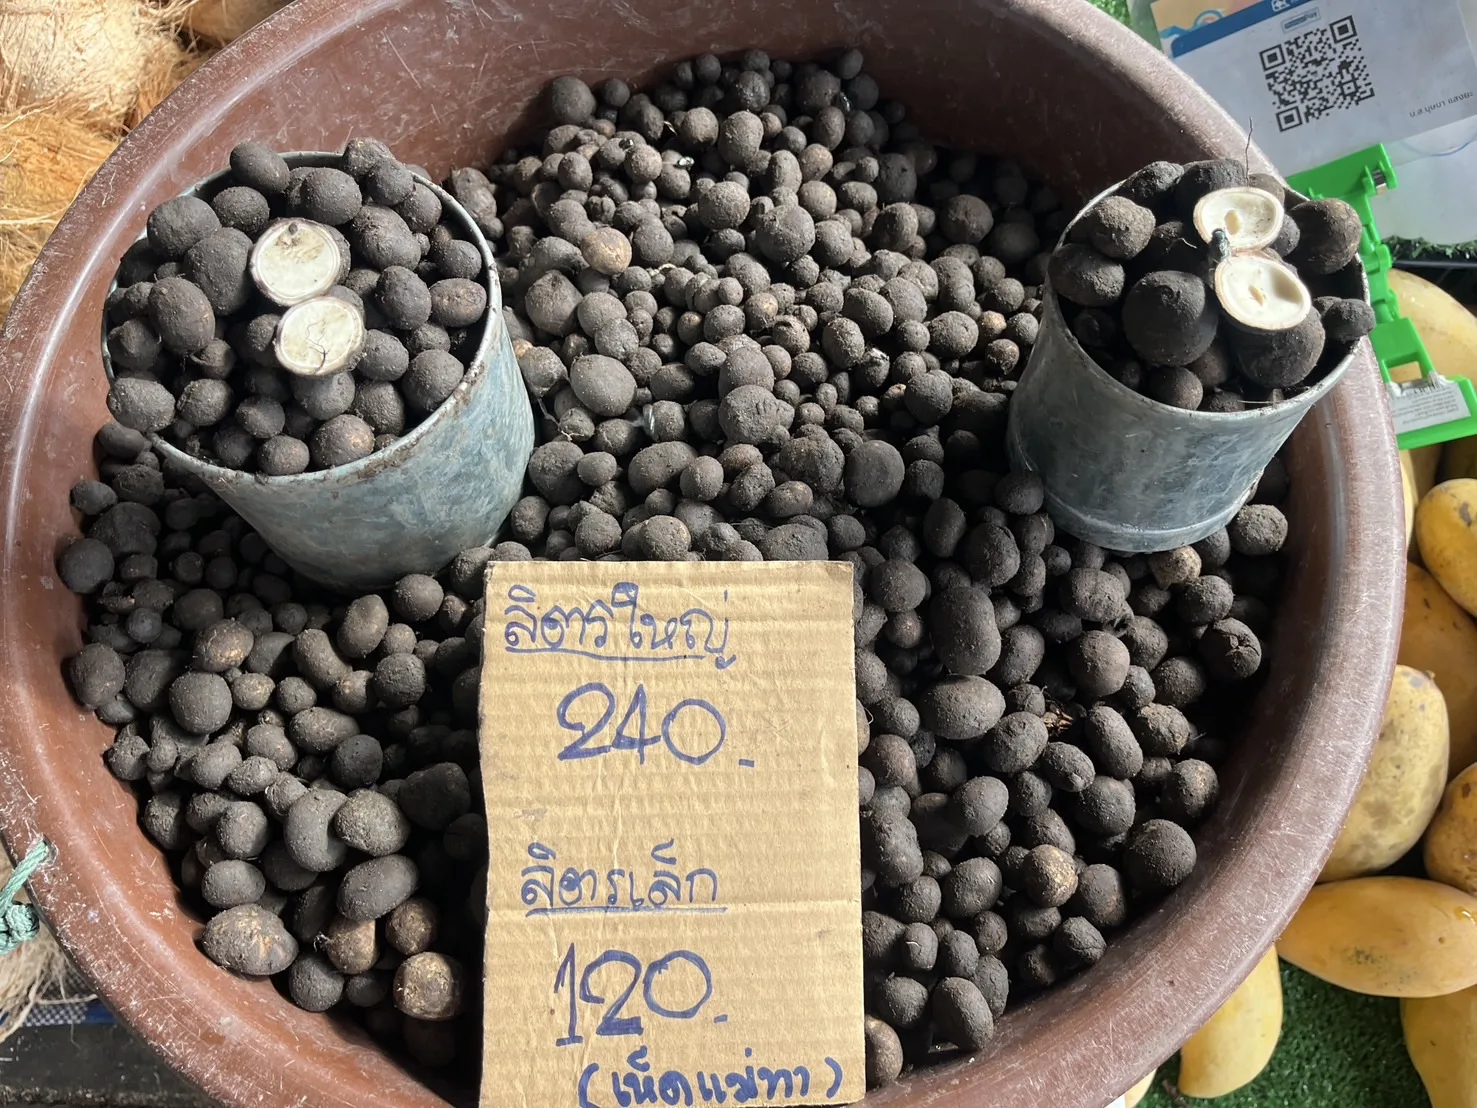 ลิตรใหญ่
240.-
ลิตรเล็ก
120.-
(เห็ดแม่ทา)